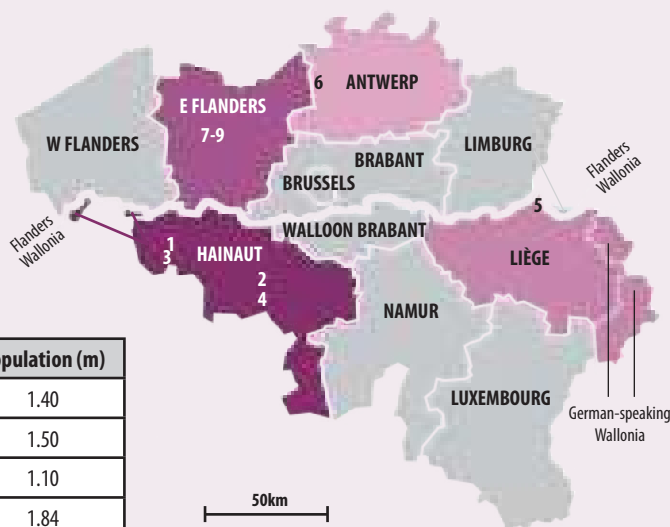 6
ANTWERP
E FLANDERS
7-9
W FLANDERS
LIMBURG
BRABANT
BRUSSELS
Flanders
Wallonia
5
Flanders
Wallonia
WALLOON BRABANT
1
3
HAINAUT
LIÈGE
2
4
NAMUR
LUXEMBOURG
German-speaking
Wallonia
opulation (m)
1.40
1.50
1.10
1.84
50km